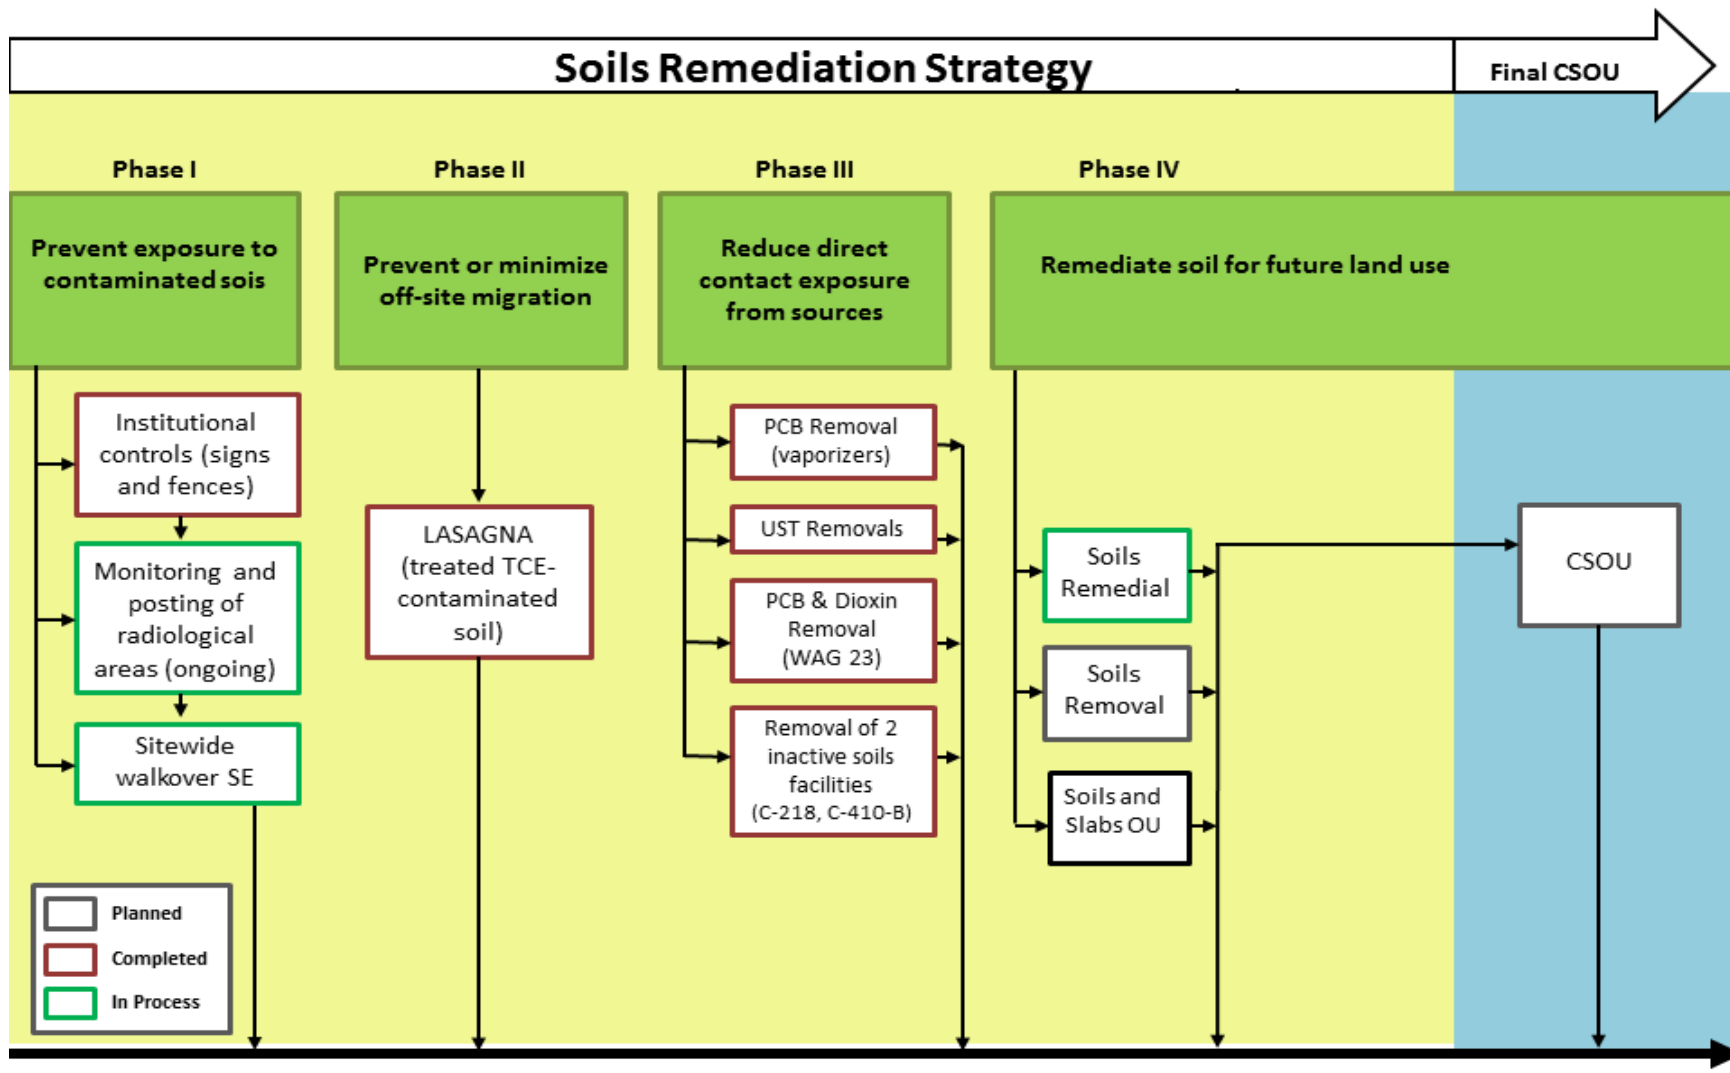 Soils Remediation Strategy
Final CSOU
Phase I
Phase II
Phase III
Phase IV
Prevent exposure to
contaminated sois
Prevent or minimize
off-site migration
Reduce direct
contact exposure
from sources
Remediate soil for future land use
Institutional
controls (signs
and fences)
Monitoring and
posting of
radiological
areas (ongoing)
Sitewide
walkover SE
LASAGNA
(treated TCE-
contaminated
soil)
PCB Removal
(vaporizers)
UST Removals
PCB & Dioxin
Removal
(WAG 23)
Removal of 2
inactive soils
facilities
(C-218, C-410-B)
Soils
Remedial
Soils
Removal
Soils and
Slabs OU
CSOU
Planned
Completed
In Process